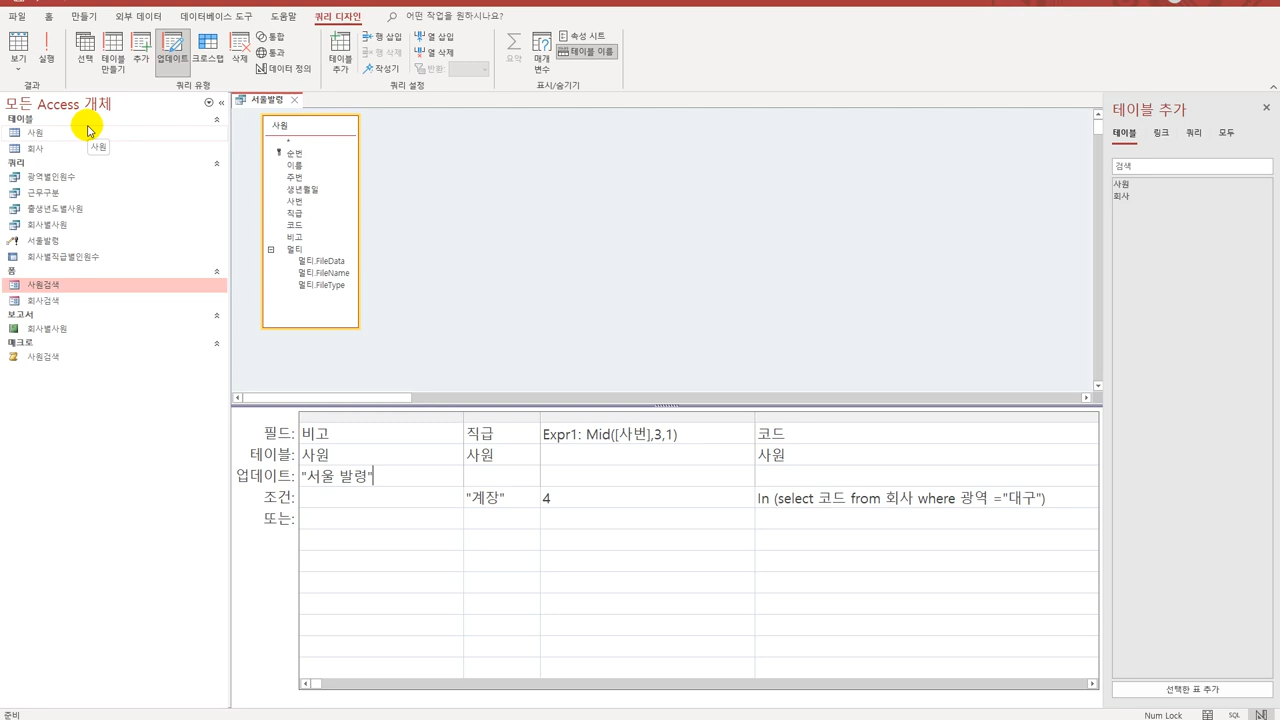 파일 홈 만들기 외부 데이터 데이터베이스 도구 도움말 쿼리 디자인 어떤 작업을 원하시나요?
보기 실행 선택 테이블 만들기 추가 업데이트 크로스탭 삭제 통합 통과 데이터 정의 테이블 추가 행 삽입 행 삭제 작성기 열 삽입 열 삭제 반환: 요약 매개 변수 속성 시트 테이블 이름
결과 쿼리 유형 쿼리 설정 표시/숨기기
모든 Access 개체
테이블
사원
회사
사원
쿼리
광역별인원수
근무구분
출생년도별사원
회사별사원
서울발령
회사별직급별인원수
폼
사원검색
회사검색
보고서
회사별사원
매크로
사원검색
서울발령
사원
*
순번
이름
주번
생년월일
사번
직급
코드
비고
멀티
멀티.FileData
멀티.FileName
멀티.FileType
필드: 비고 직급 Expr1: Mid([사번],3,1) 코드
테이블: 사원 사원 사원
업데이트: "서울 발령"
조건: "계장" 4 In (select 코드 from 회사 where 광역 ="대구")
또는:
테이블 추가
테이블 링크 쿼리 모두
검색
사원
회사
선택한 표 추가
준비
Num Lock
SQL